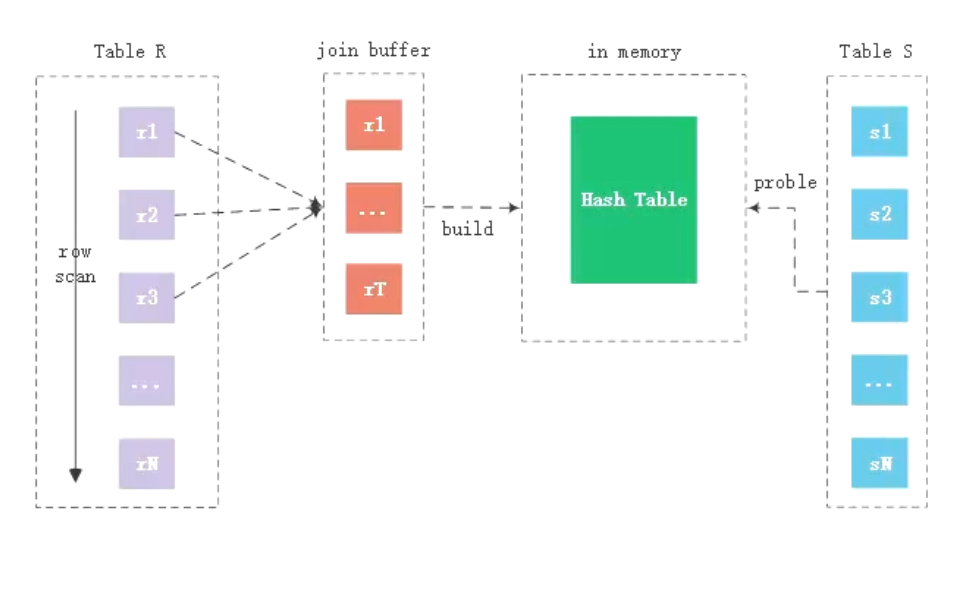 Table R
join buffer
in memory
Table S
r1
r2
r3
...
rN
row
scan
r1
...
rT
build
Hash Table
proble
s1
s2
s3
...
sN